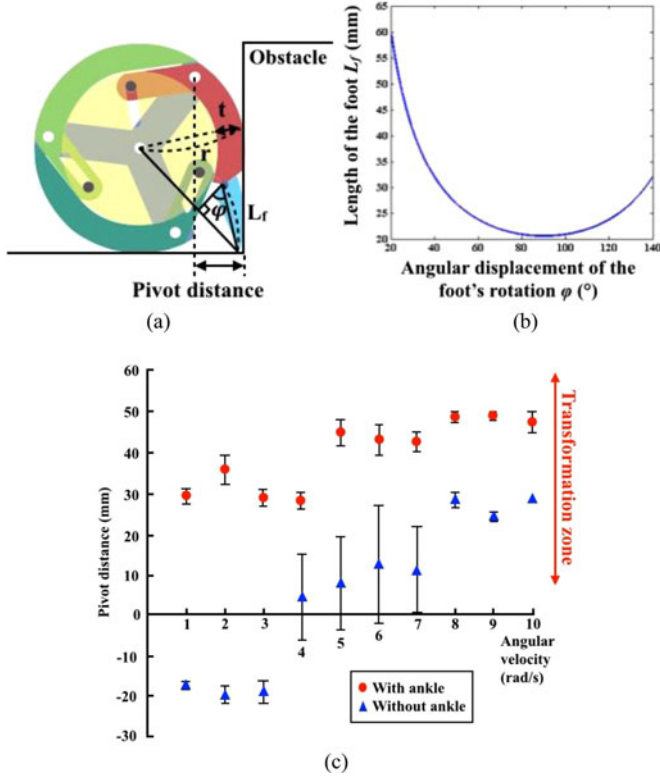 (a)
Obstacle
t
r
φ
L_f
Pivot distance
(a)
Length of the foot L_f (mm)
65
60
55
50
45
40
35
30
25
20
20
40
60
80
100
120
140
Angular displacement of the
foot's rotation φ (°)
(b)
Pivot distance (mm)
60
50
40
30
20
10
0
-10
-20
-30
1
2
3
4
5
6
7
8
9
10
Angular
velocity
(rad/s)
Transformation zone
With ankle
Without ankle
(c)